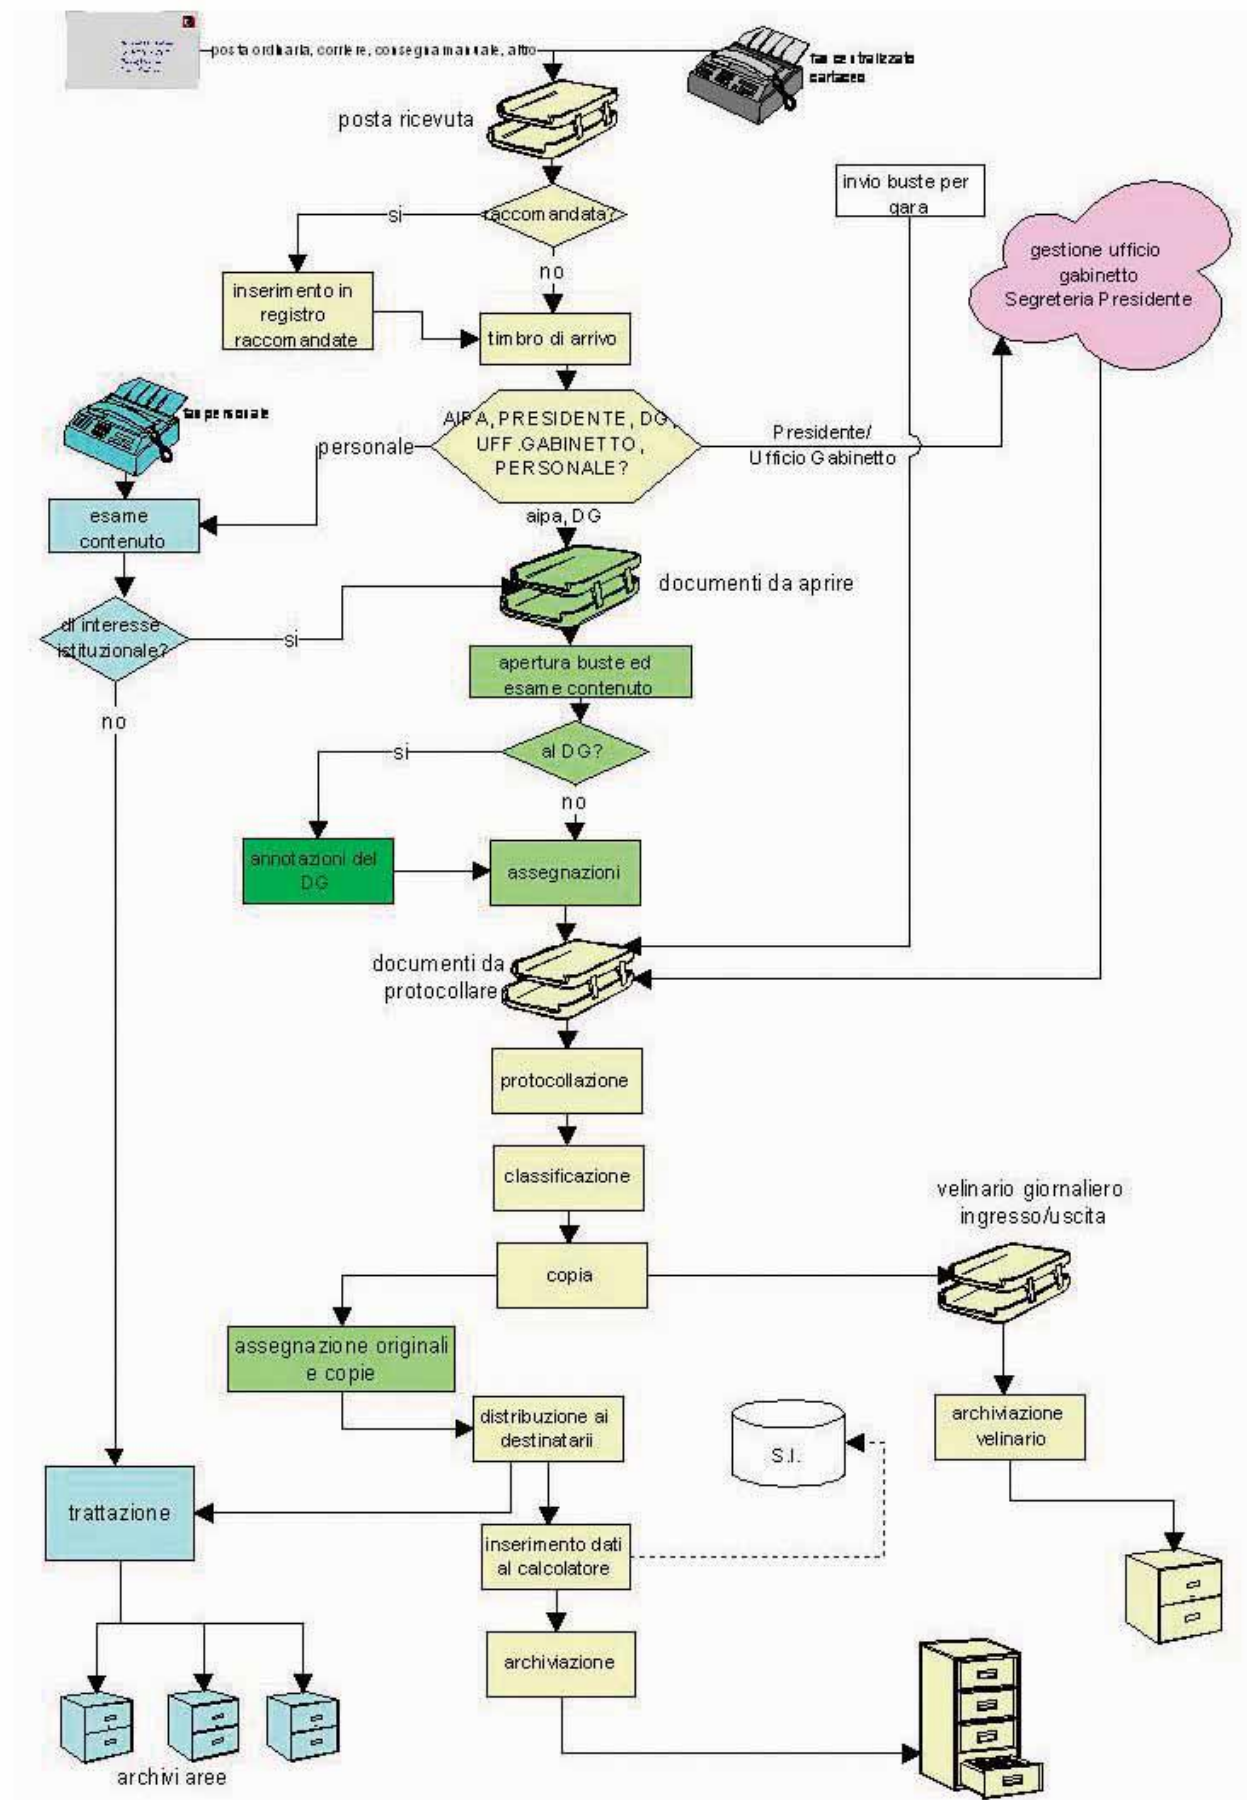 posta ordinaria, corriere, consegna manuale, altro
fax centralizzato
cartaceo
posta ricevuta
invio buste per
gara
raccomandata?
si
no
gestione ufficio
gabinetto
Segreteria Presidente
inserimento in
registro
raccomandate
timbro di arrivo
fax personale
AIPA, PRESIDENTE, DG,
UFF.GABINETTO,
PERSONALE?
personale
Presidente/
Ufficio Gabinetto
aipa, DG
esame
contenuto
documenti da aprire
di interesse
istituzionale?
si
no
apertura buste ed
esame contenuto
al DG?
si
no
annotazioni del
DG
assegnazioni
documenti da
protocollare
protocollazione
classificazione
velinario giornaliero
ingresso/uscita
copia
assegnazione originali
e copie
distribuzione ai
destinatarii
archiviazione
velinario
S.I.
trattazione
inserimento dati
al calcolatore
archiviazione
archivi aree